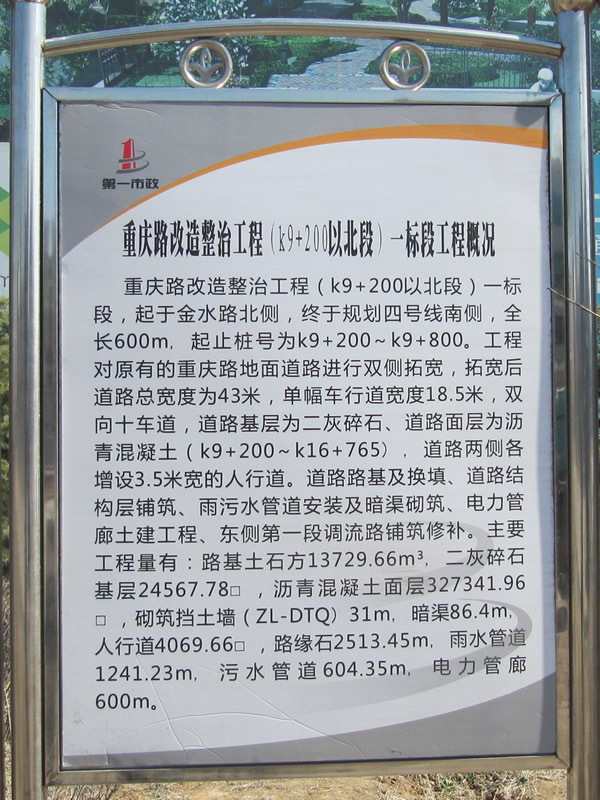 第一市政
重庆路改造整治工程（k9+200以北段）一标段工程概况
重庆路改造整治工程（k9+200以北段）一标
段，起于金水路北侧，终于规划四号线南侧，全
长600m，起止桩号为k9+200～k9+800。工程
对原有的重庆路地面道路进行双侧拓宽，拓宽后
道路总宽度为43米，单幅车行道宽度18.5米，双
向十车道，道路基层为二灰碎石、道路面层为沥
青混凝土（k9+200～k16+765），道路两侧各
增设3.5米宽的人行道。道路路基及换填、道路结
构层铺筑、雨污水管道安装及暗渠砌筑、电力管
廊土建工程、东侧第一段调流路铺筑修补。主要
工程量有：路基土石方13729.66m³，二灰碎石
基层24567.78□，沥青混凝土面层327341.96
□，砌筑挡土墙（ZL-DTQ）31m，暗渠86.4m，
人行道4069.66□，路缘石2513.45m，雨水管道
1241.23m，污水管道604.35m，电力管廊
600m。